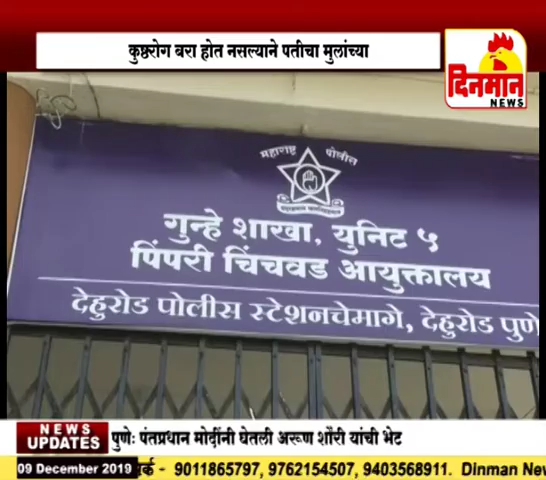 कुष्ठरोग बरा होत नसल्याने पतीचा मुलांच्या
दिनमान
NEWS
महाराष्ट्र पोलीस
गुन्हे शाखा, युनिट ५
पिंपरी चिंचवड आयुक्तालय
देहुरोड पोलीस स्टेशनचेमागे, देहुरोड पुणे
NEWS
UPDATES
पुणेः पंतप्रधान मोदींनी घेतली अरूण शौरी यांची भेट
09 December 2019 र्क - 9011865797, 9762154507, 9403568911. Dinman New